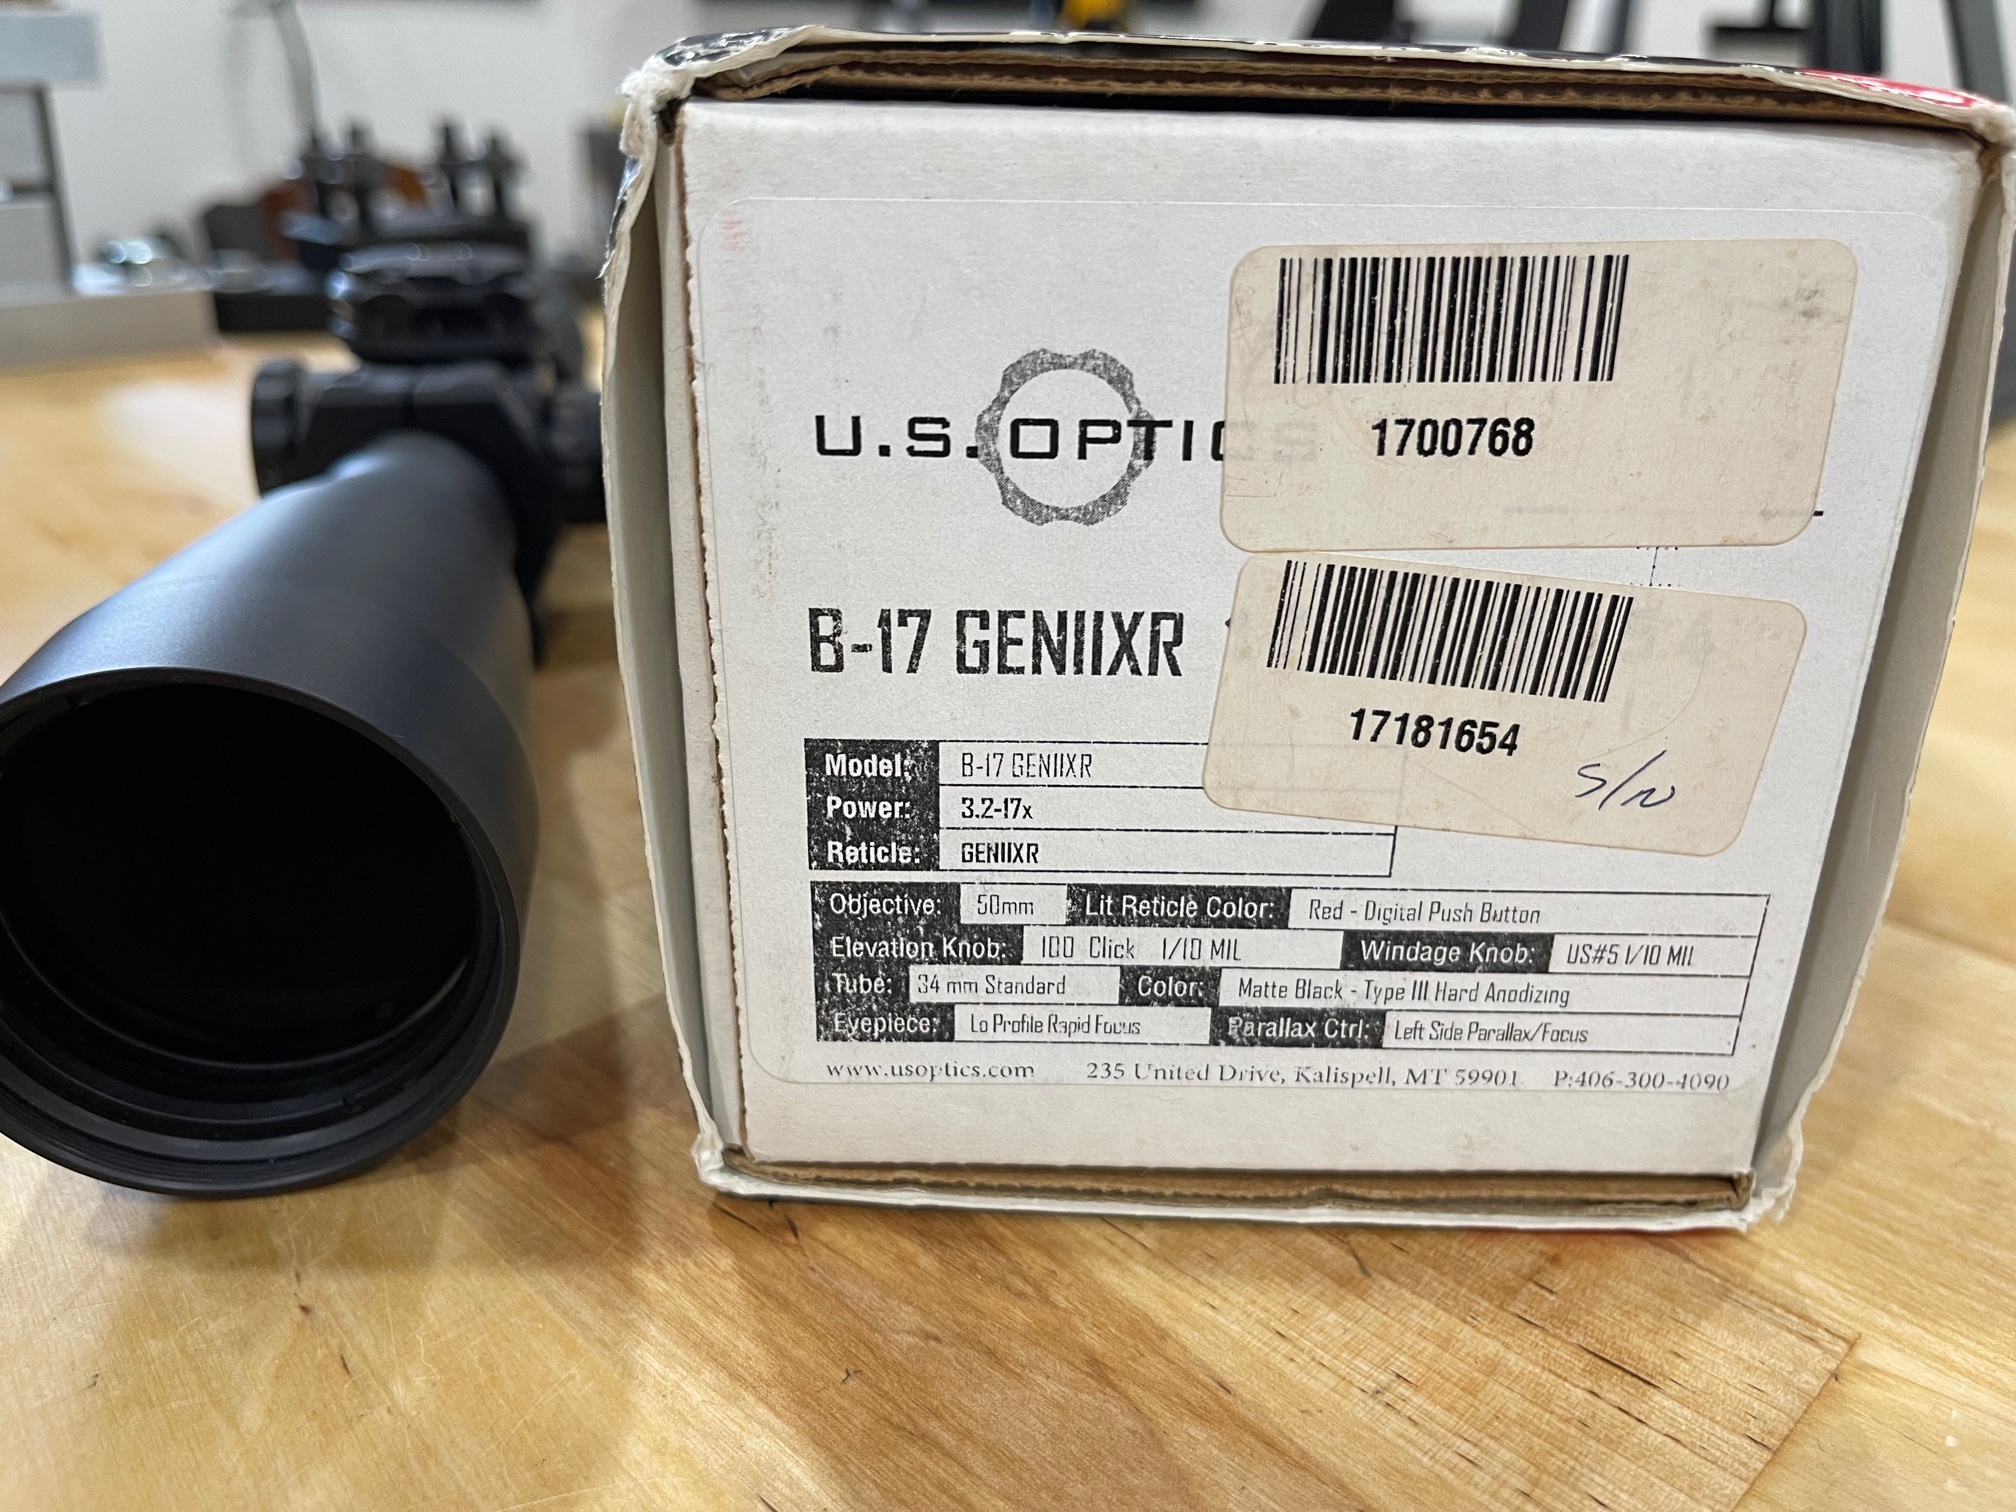 U.S. OPTICS
1700768
B-17 GENIIXR
17181654
S/N
Model: B-17 GENIIXR
Power: 3.2-17x
Reticle: GENIIXR
Objective: 50mm Lit Reticle Color: Red - Digital Push Button
Elevation Knob: 100 Click 1/10 MIL Windage Knob: US#5 1/10 MIL
Tube: 34 mm Standard Color: Matte Black - Type III Hard Anodizing
Eyepiece: Lo Profile Rapid Focus Parallax Ctrl: Left Side Parallax/Focus
www.usoptics.com 235 United Drive, Kalispell, MT 59901 P:406-300-4090